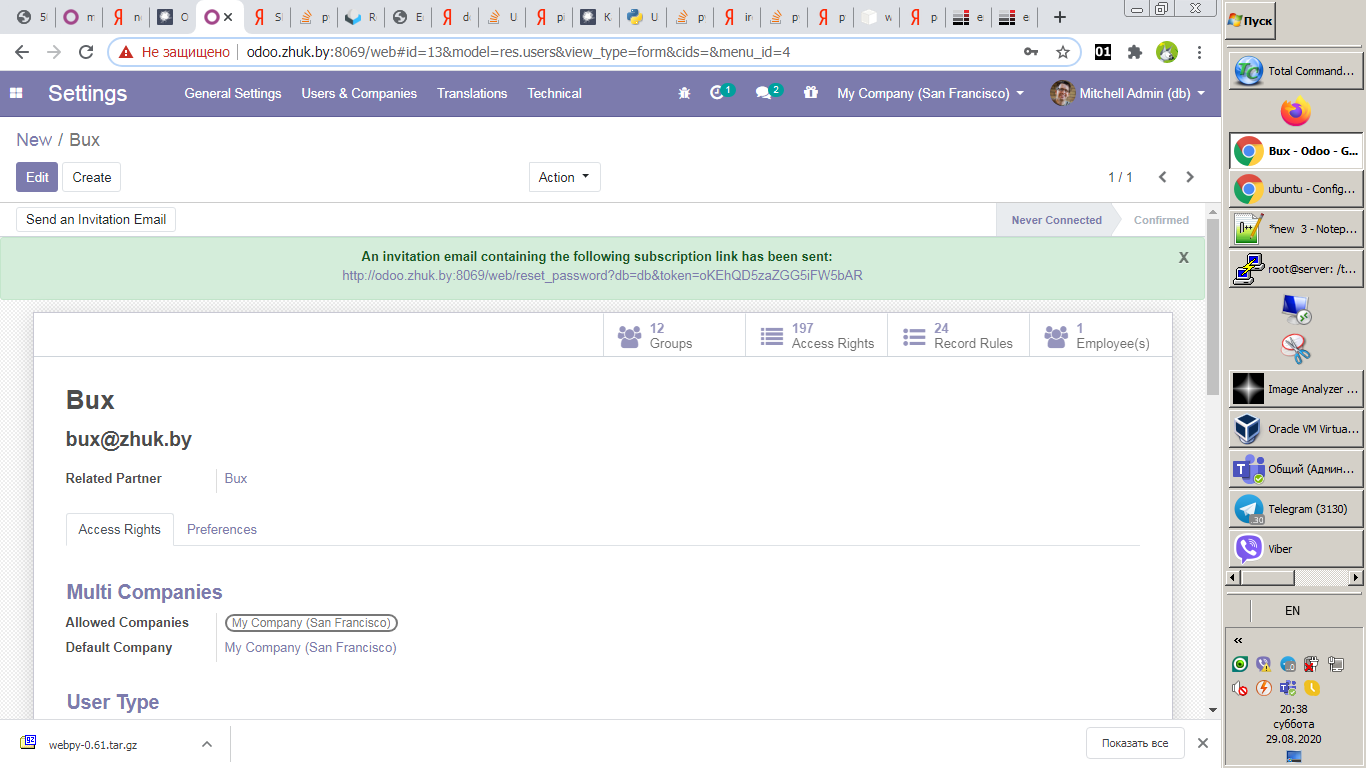 Пуск
Не защищено
odoo.zhuk.by:8069/web#id=13&model=res.users&view_type=form&cids=&menu_id=4
01
Settings
General Settings
Users & Companies
Translations
Technical
1
2
My Company (San Francisco)
Mitchell Admin (db)
New / Bux
Edit
Create
Action
1 / 1
Send an Invitation Email
Never Connected
Confirmed
An invitation email containing the following subscription link has been sent:
http://odoo.zhuk.by:8069/web/reset_password?db=db&token=oKEhQD5zaZGG5iFW5bAR
X
12
Groups
197
Access Rights
24
Record Rules
1
Employee(s)
Bux
bux@zhuk.by
Related Partner
Bux
Access Rights
Preferences
Multi Companies
Allowed Companies
My Company (San Francisco)
Default Company
My Company (San Francisco)
User Type
webpy-0.61.tar.gz
Показать все
Total Command...
Bux - Odoo - G...
ubuntu - Config...
*new 3 - Notep...
root@server: /t...
Image Analyzer ...
Oracle VM Virtua...
Общий (Админ...
Telegram (3130)
Viber
EN
20:38
суббота
29.08.2020